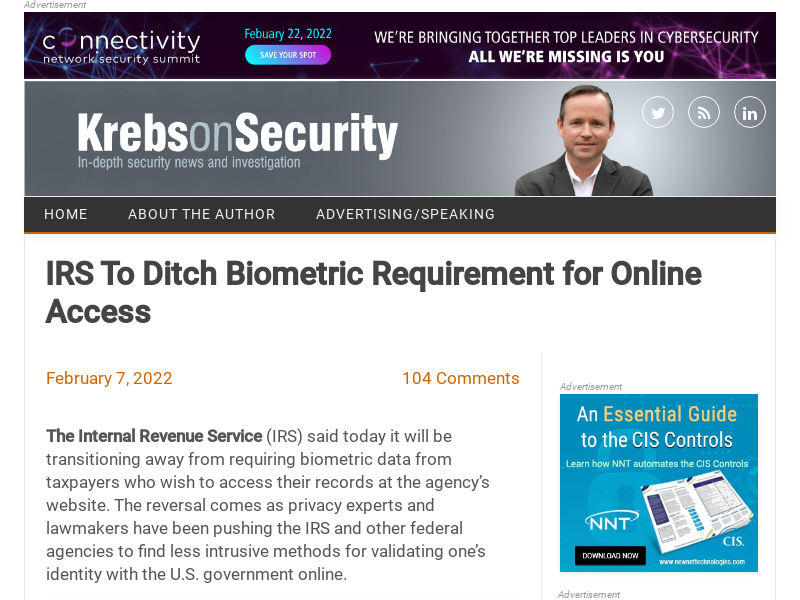 Advertisement
connectivity
network security summit
Febuary 22, 2022
SAVE YOUR SPOT
WE'RE BRINGING TOGETHER TOP LEADERS IN CYBERSECURITY
ALL WE'RE MISSING IS YOU
KrebsonSecurity
In-depth security news and investigation
HOME ABOUT THE AUTHOR ADVERTISING/SPEAKING
IRS To Ditch Biometric Requirement for Online
Access
February 7, 2022 104 Comments
The Internal Revenue Service (IRS) said today it will be
transitioning away from requiring biometric data from
taxpayers who wish to access their records at the agency’s
website. The reversal comes as privacy experts and
lawmakers have been pushing the IRS and other federal
agencies to find less intrusive methods for validating one’s
identity with the U.S. government online.
Advertisement
An Essential Guide
to the CIS Controls
Learn how NNT automates the CIS Controls
NNT
CIS.
DOWNLOAD NOW
www.newnettechnologies.com
Advertisement